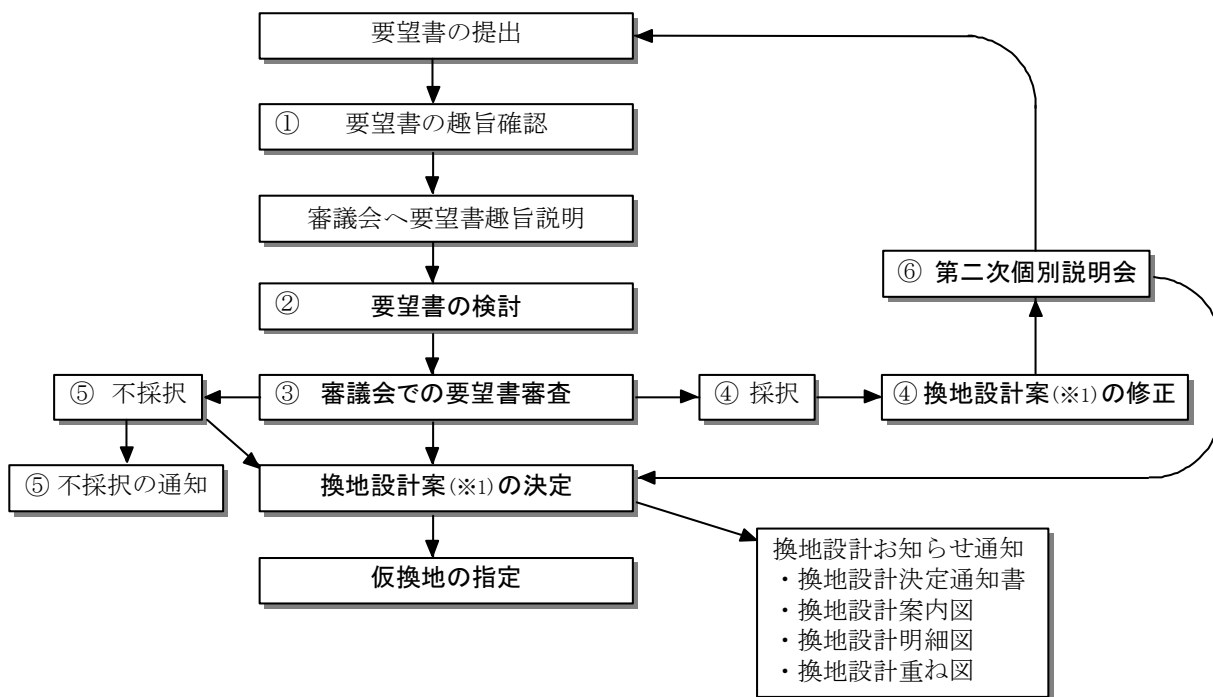 要望書の提出
① 要望書の趣旨確認
審議会へ要望書趣旨説明
⑥ 第二次個別説明会
② 要望書の検討
⑤ 不採択
③ 審議会での要望書審査
④ 採択
④ 換地設計案(※1)の修正
⑤ 不採択の通知
換地設計案(※1)の決定
換地設計お知らせ通知
・換地設計決定通知書
・換地設計案内図
・換地設計明細図
・換地設計重ね図
仮換地の指定